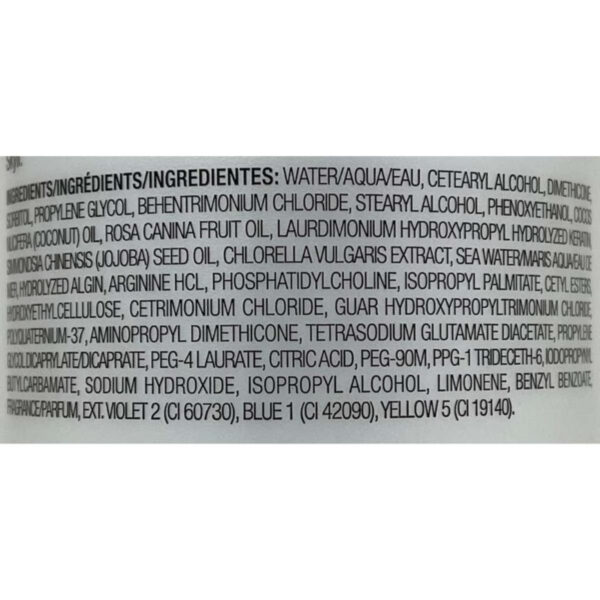 Style.
INGREDIENTS/INGRÉDIENTS/INGREDIENTES: WATER/AQUA/EAU, CETEARYL ALCOHOL, DIMETHICONE,
ISOPROPYL PROPYLENE GLYCOL, BEHENTRIMONIUM CHLORIDE, STEARYL ALCOHOL, PHENOXYETHANOL, COCOS
NUCIFERA (COCONUT) OIL, ROSA CANINA FRUIT OIL, LAURDIMONIUM HYDROXYPROPYL HYDROLYZED KERATIN,
SIMMONDSIA CHINENSIS (JOJOBA) SEED OIL, CHLORELLA VULGARIS EXTRACT, SEA WATER/MARIS AQUA/EAU DE
MER, HYDROLYZED ALGIN, ARGININE HCL, PHOSPHATIDYLCHOLINE, ISOPROPYL PALMITATE, CETYL ESTERS,
HYDROXYETHYLCELLULOSE, CETRIMONIUM CHLORIDE, GUAR HYDROXYPROPYLTRIMONIUM CHLORIDE,
POLYQUATERNIUM-37, AMINOPROPYL DIMETHICONE, TETRASODIUM GLUTAMATE DIACETATE, PROPYLENE
GLYCOL DICAPRYLATE/DICAPRATE, PEG-4 LAURATE, CITRIC ACID, PEG-90M, PPG-1 TRIDECETH-6, IODOPROPYNYL
BUTYLCARBAMATE, SODIUM HYDROXIDE, ISOPROPYL ALCOHOL, LIMONENE, BENZYL BENZOATE,
FRAGRANCE/PARFUM, EXT. VIOLET 2 (CI 60730), BLUE 1 (CI 42090), YELLOW 5 (CI 19140).